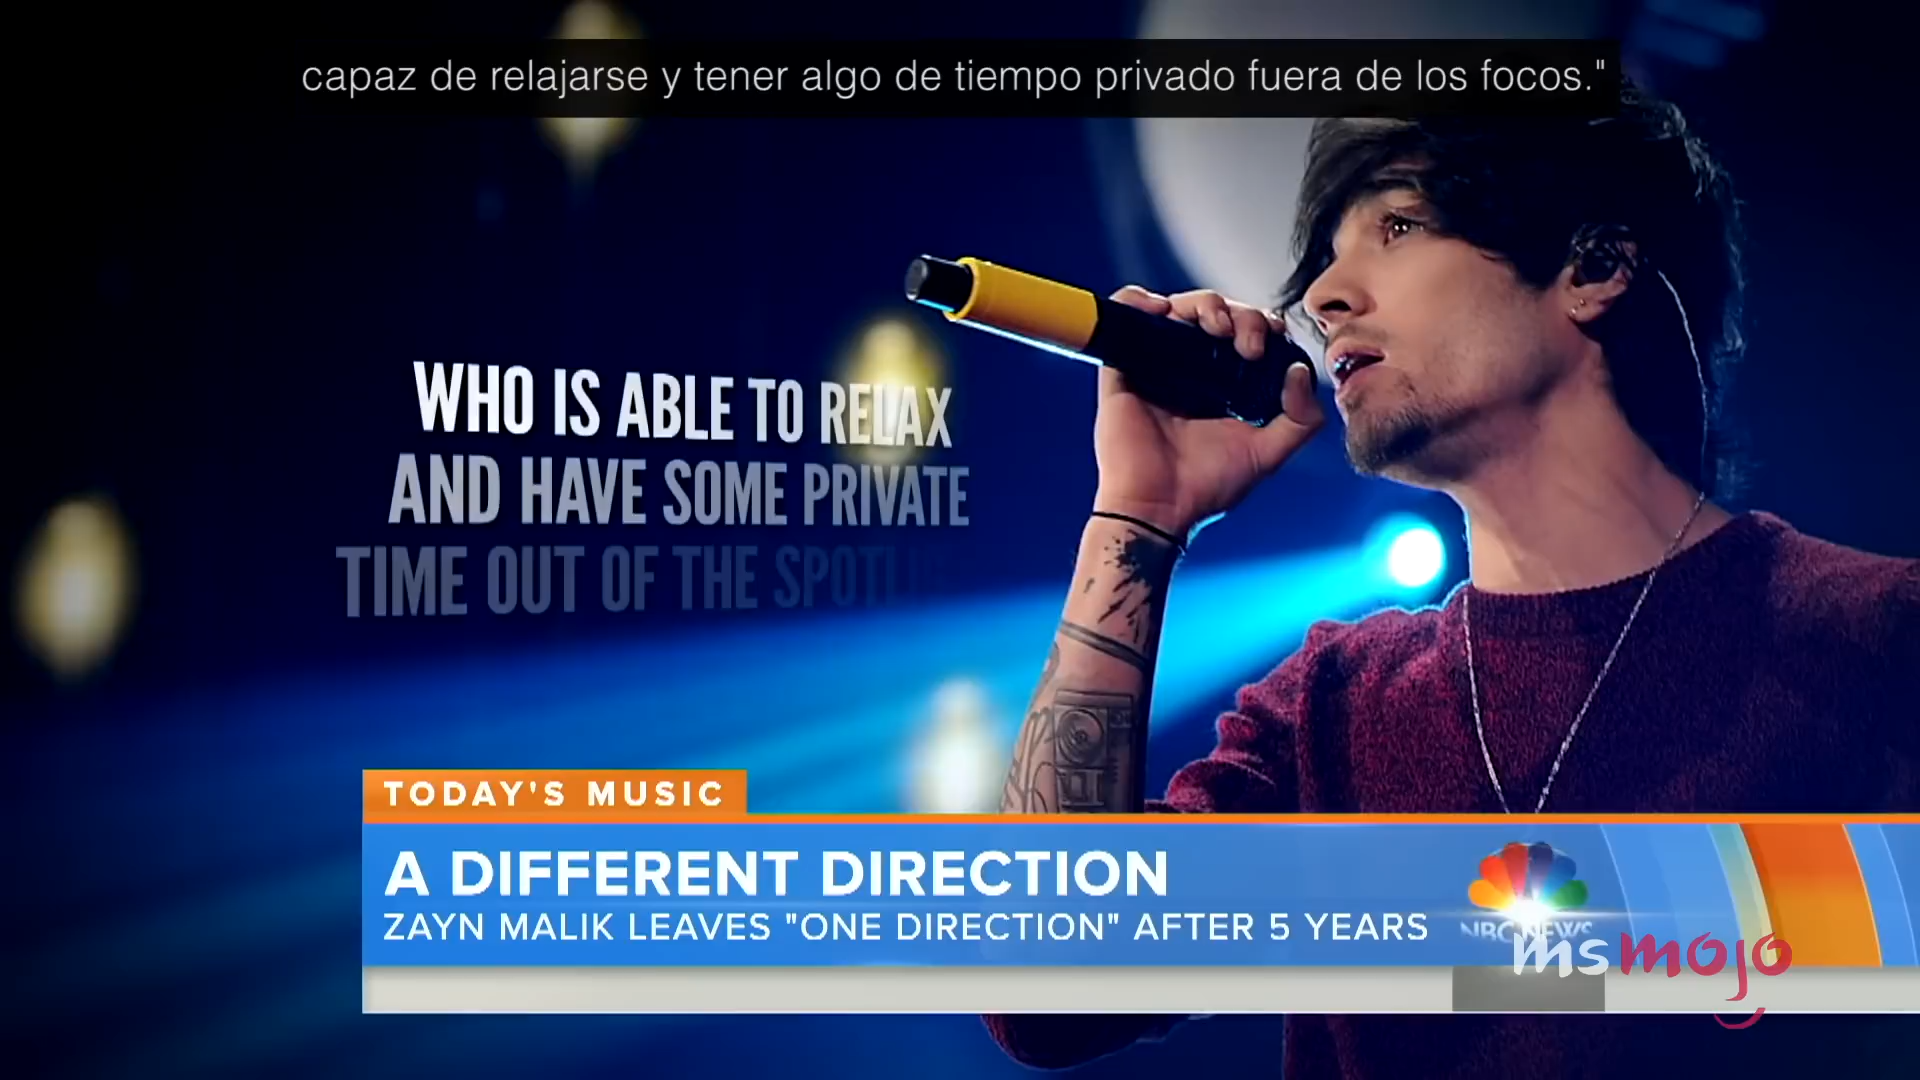 capaz de relajarse y tener algo de tiempo privado fuera de los focos."
WHO IS ABLE TO RELAX
AND HAVE SOME PRIVATE
TIME OUT OF THE
TODAY'S MUSIC
A DIFFERENT DIRECTION
ZAYN MALIK LEAVES "ONE DIRECTION" AFTER 5 YEARS
NBC NEWS
msmojo